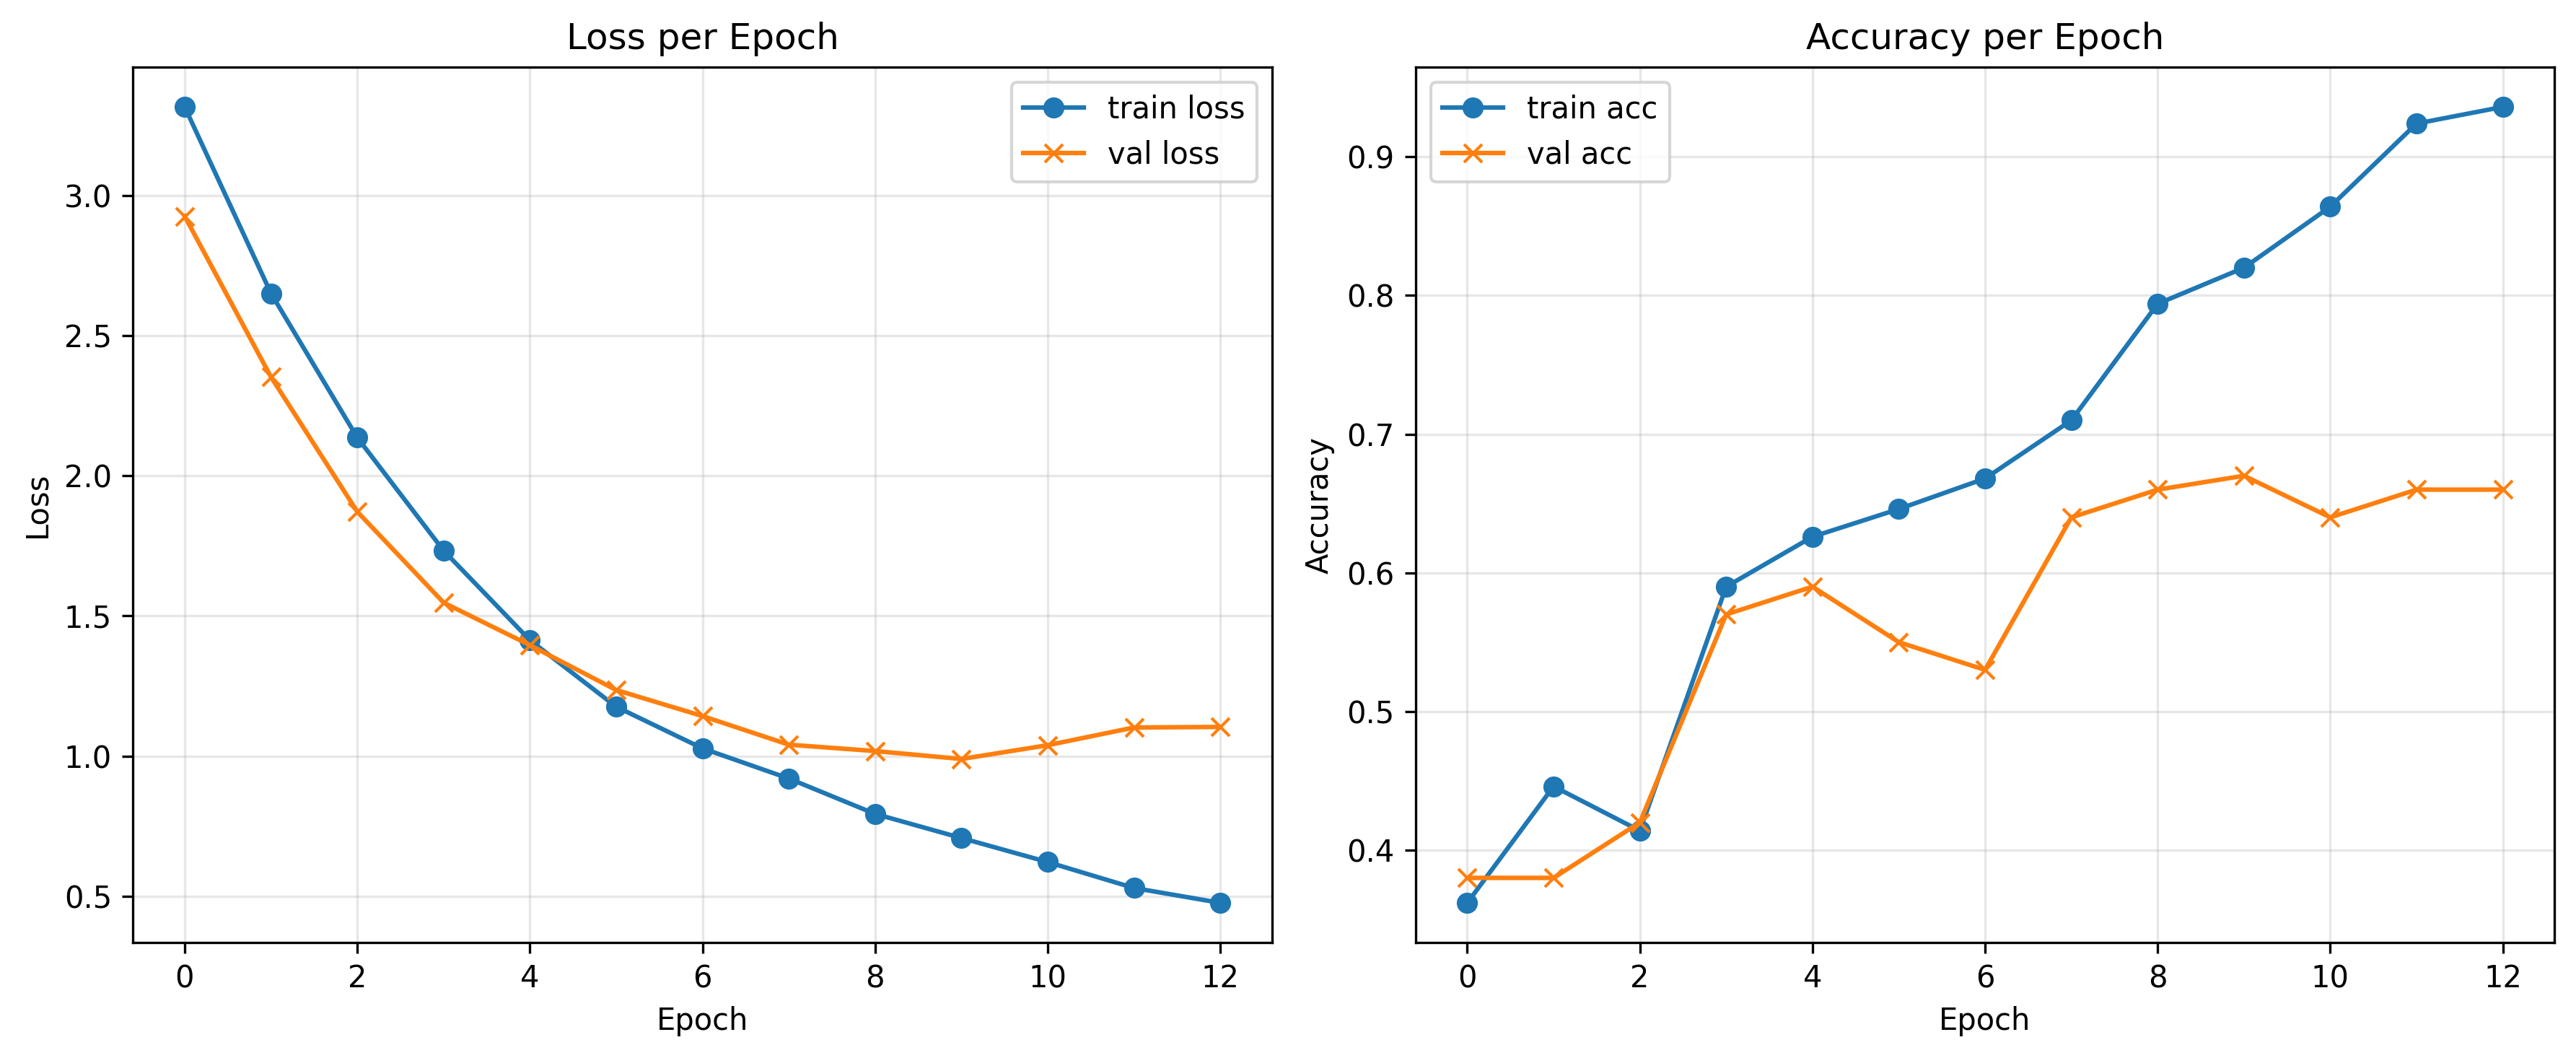 Loss per Epoch
train loss
val loss
3.0
2.5
2.0
1.5
1.0
0.5
Loss
0 2 4 6 8 10 12
Epoch
Accuracy per Epoch
train acc
val acc
0.9
0.8
0.7
0.6
0.5
0.4
Accuracy
0 2 4 6 8 10 12
Epoch